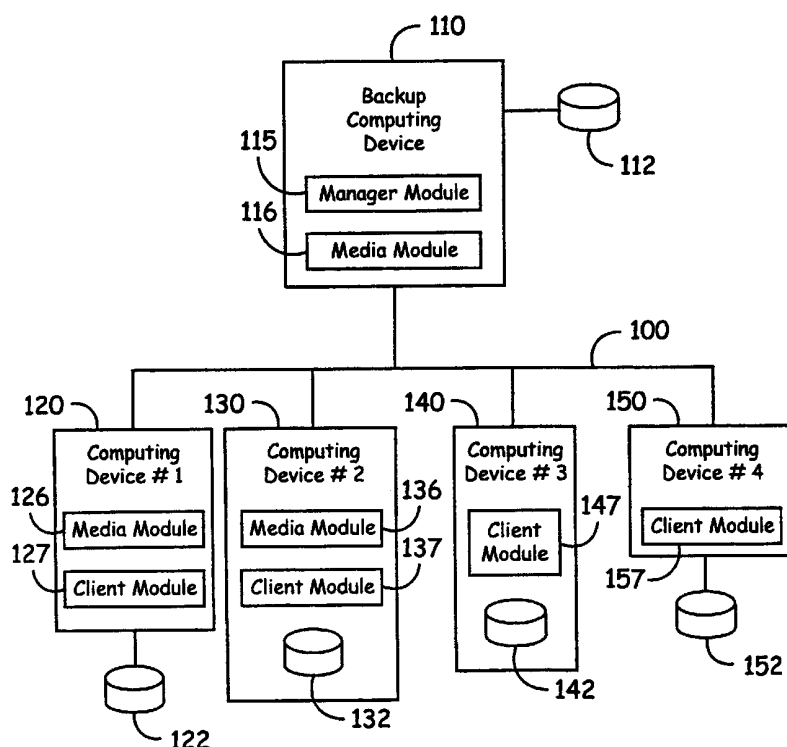 110
Backup
Computing
Device
112
115
Manager Module
116
Media Module
100
120
130
140
150
Computing
Device # 1
Computing
Device # 2
Computing
Device # 3
Computing
Device # 4
126
Media Module
Media Module
136
Client
Module
147
Client Module
127
Client Module
Client Module
137
157
122
132
142
152